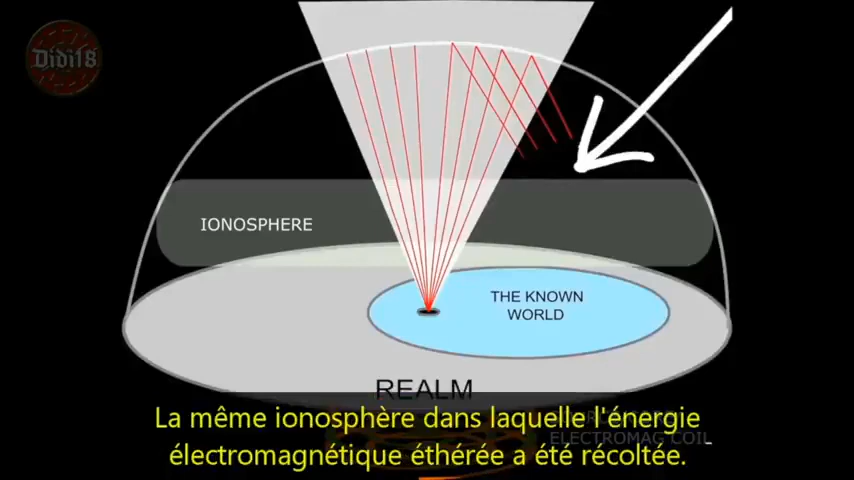 Didi18
IONOSPHERE
THE KNOWN
WORLD
REALM
La même ionosphère dans laquelle l'énergie
ELECTROMAG COIL
électromagnétique éthérée a été récoltée.